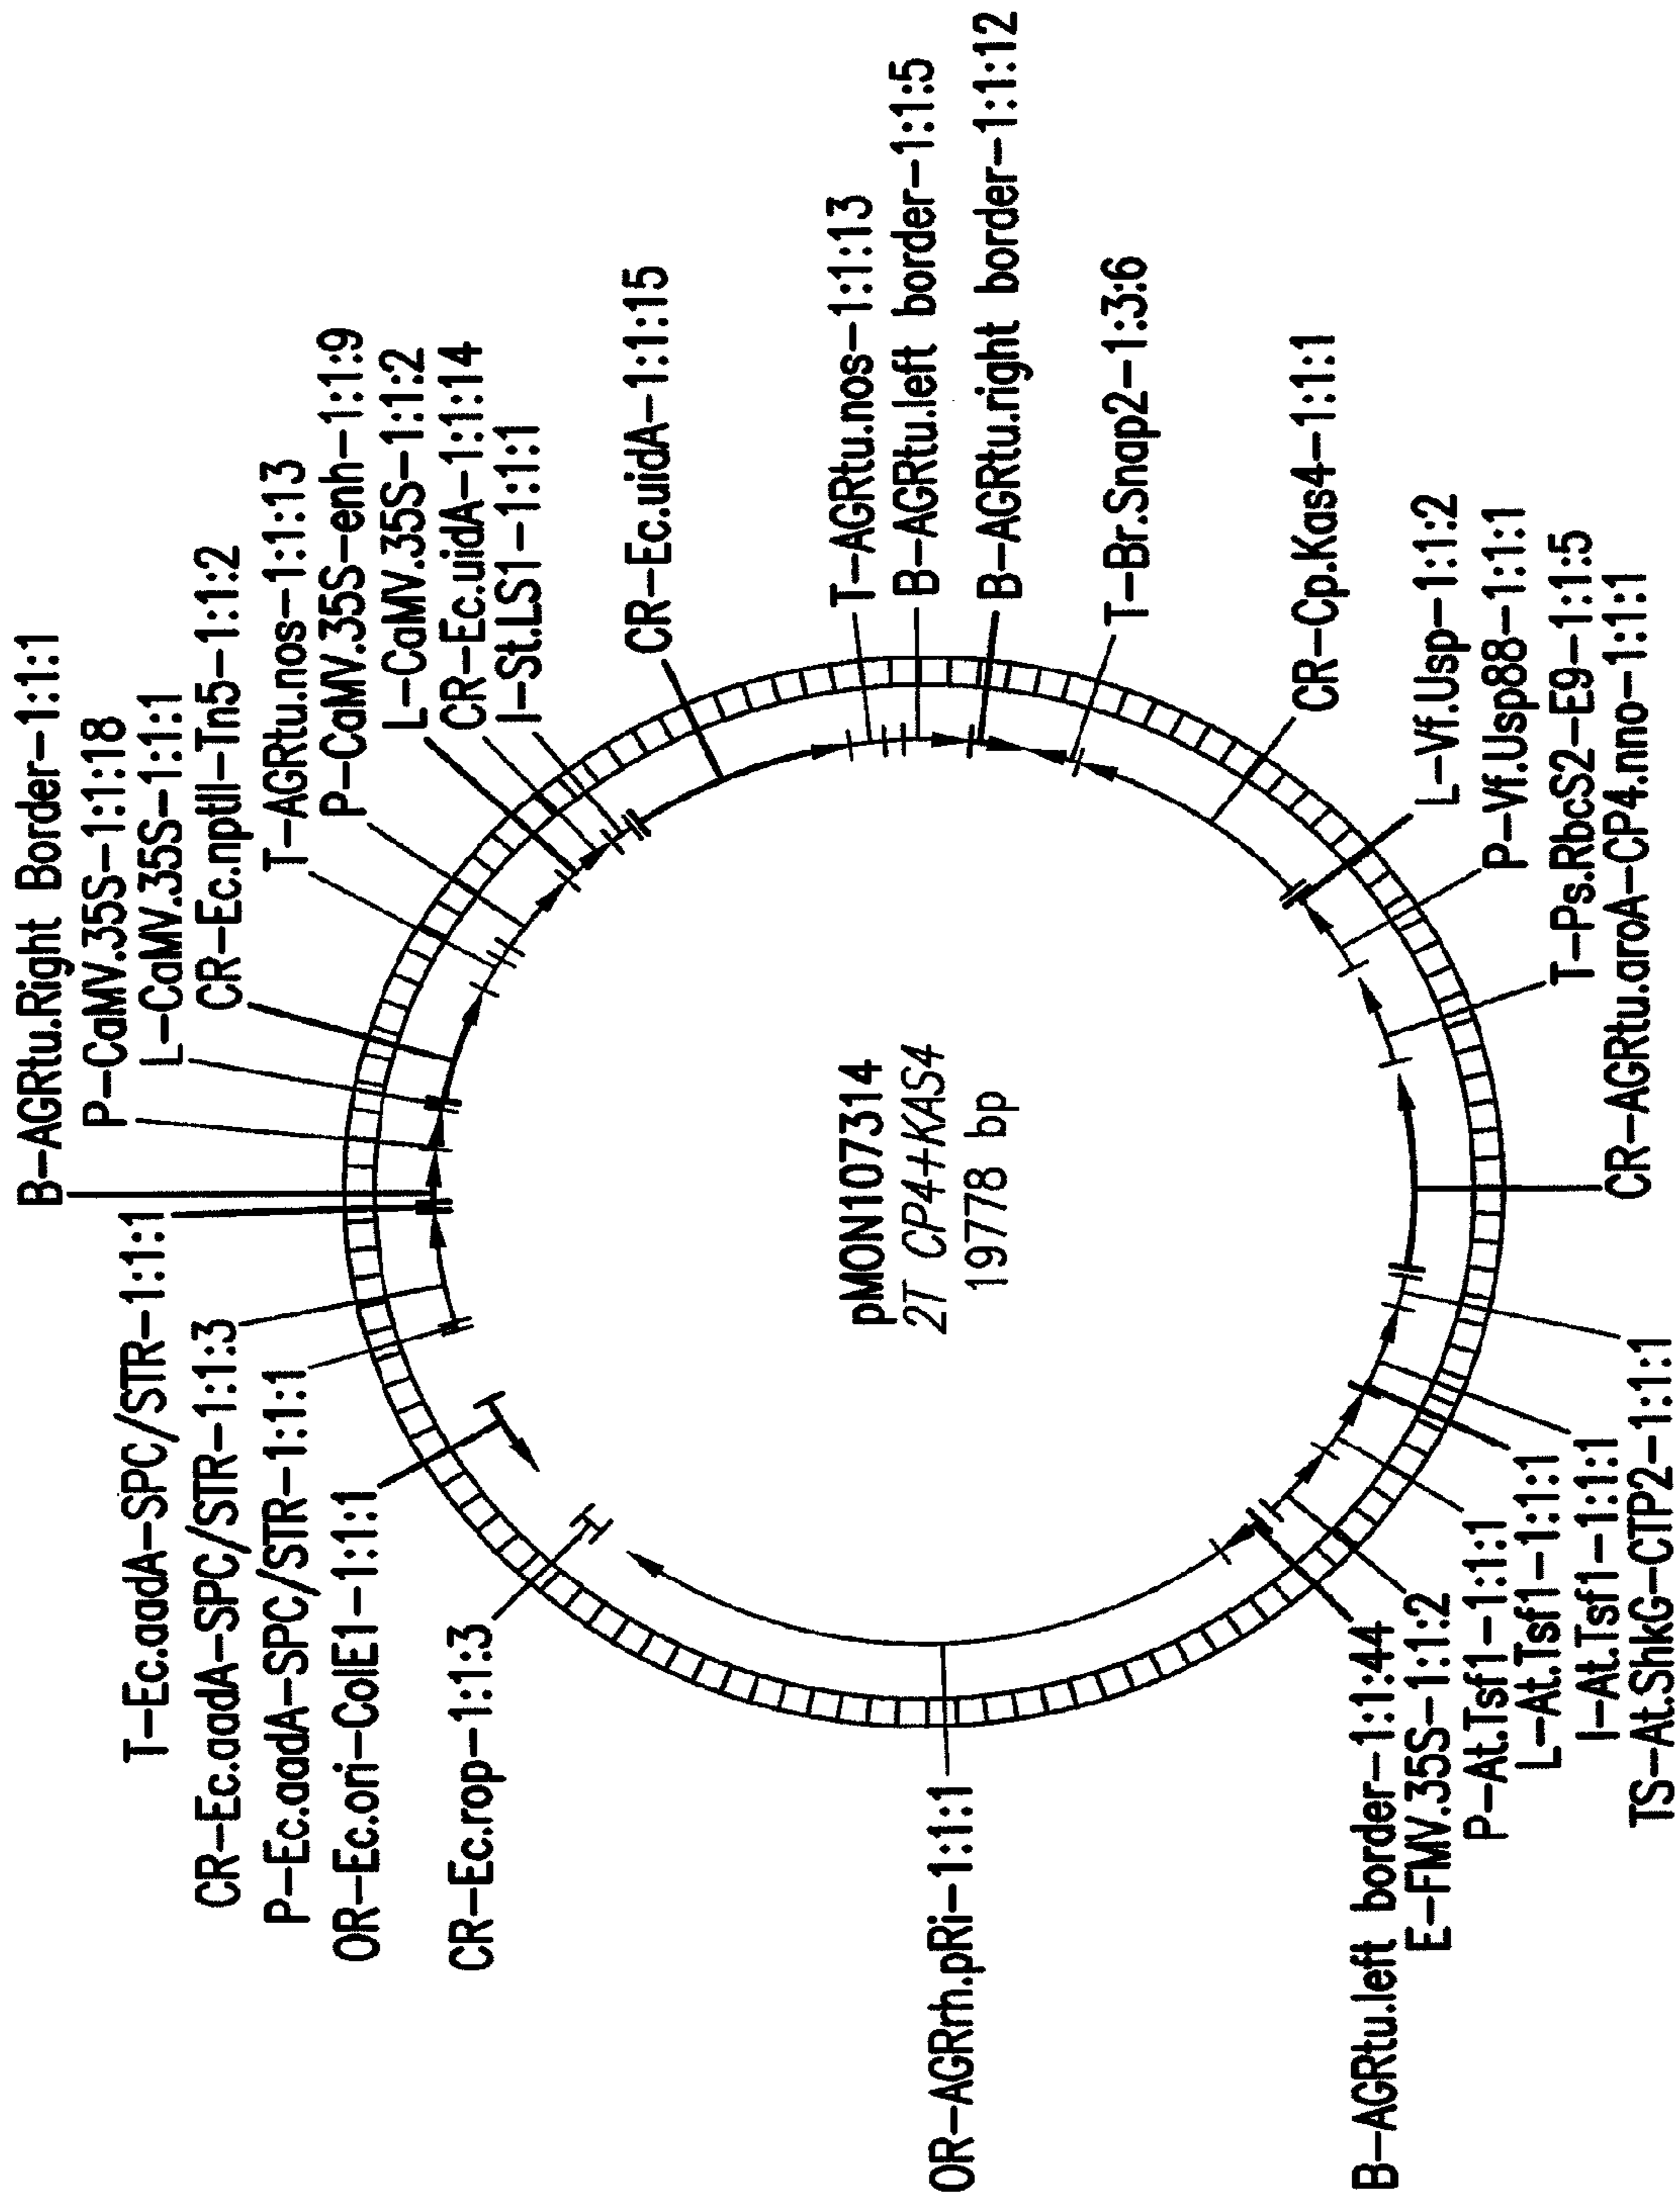 B–AGRtu.Right Border–1:1:1
P–CaMV.35S–1:1:18
L–CaMV.35S–1:1:1
CR–Ec.nptII–Tn5–1:1:2
T–AGRtu.nos–1:1:13
P–CaMV.35S–enh–1:1:9
L–CaMV.35S–1:1:2
CR–Ec.uidA–1:1:14
I–St.LS1–1:1:1
CR–Ec.uidA–1:1:15
T–AGRtu.nos–1:1:13
B–AGRtu.left border–1:1:5
B–AGRtu.right border–1:1:12
T–Br.Snap2–1:3:6
CR–Cp.Kas4–1:1:1
L–Vf.Usp–1:1:2
P–Vf.Usp88–1:1:1
T–Ps.RbcS2–E9–1:1:5
CR–AGRtu.aroA–CP4.nno–1:1:1
TS–At.ShkG–CTP2–1:1:1
I–At.Tsf1–1:1:1
L–At.Tsf1–1:1:1
P–At.Tsf1–1:1:1
E–FMV.35S–1:1:2
B–AGRtu.left border–1:1:44
OR–AGRrh.pRi–1:1:1
CR–Ec.rop–1:1:3
OR–Ec.ori–ColE1–1:1:1
P–Ec.aadA–SPC/STR–1:1:1
CR–Ec.aadA–SPC/STR–1:1:3
T–Ec.aadA–SPC/STR–1:1:1
pMON107314
2T CP4+KAS4
19778 bp